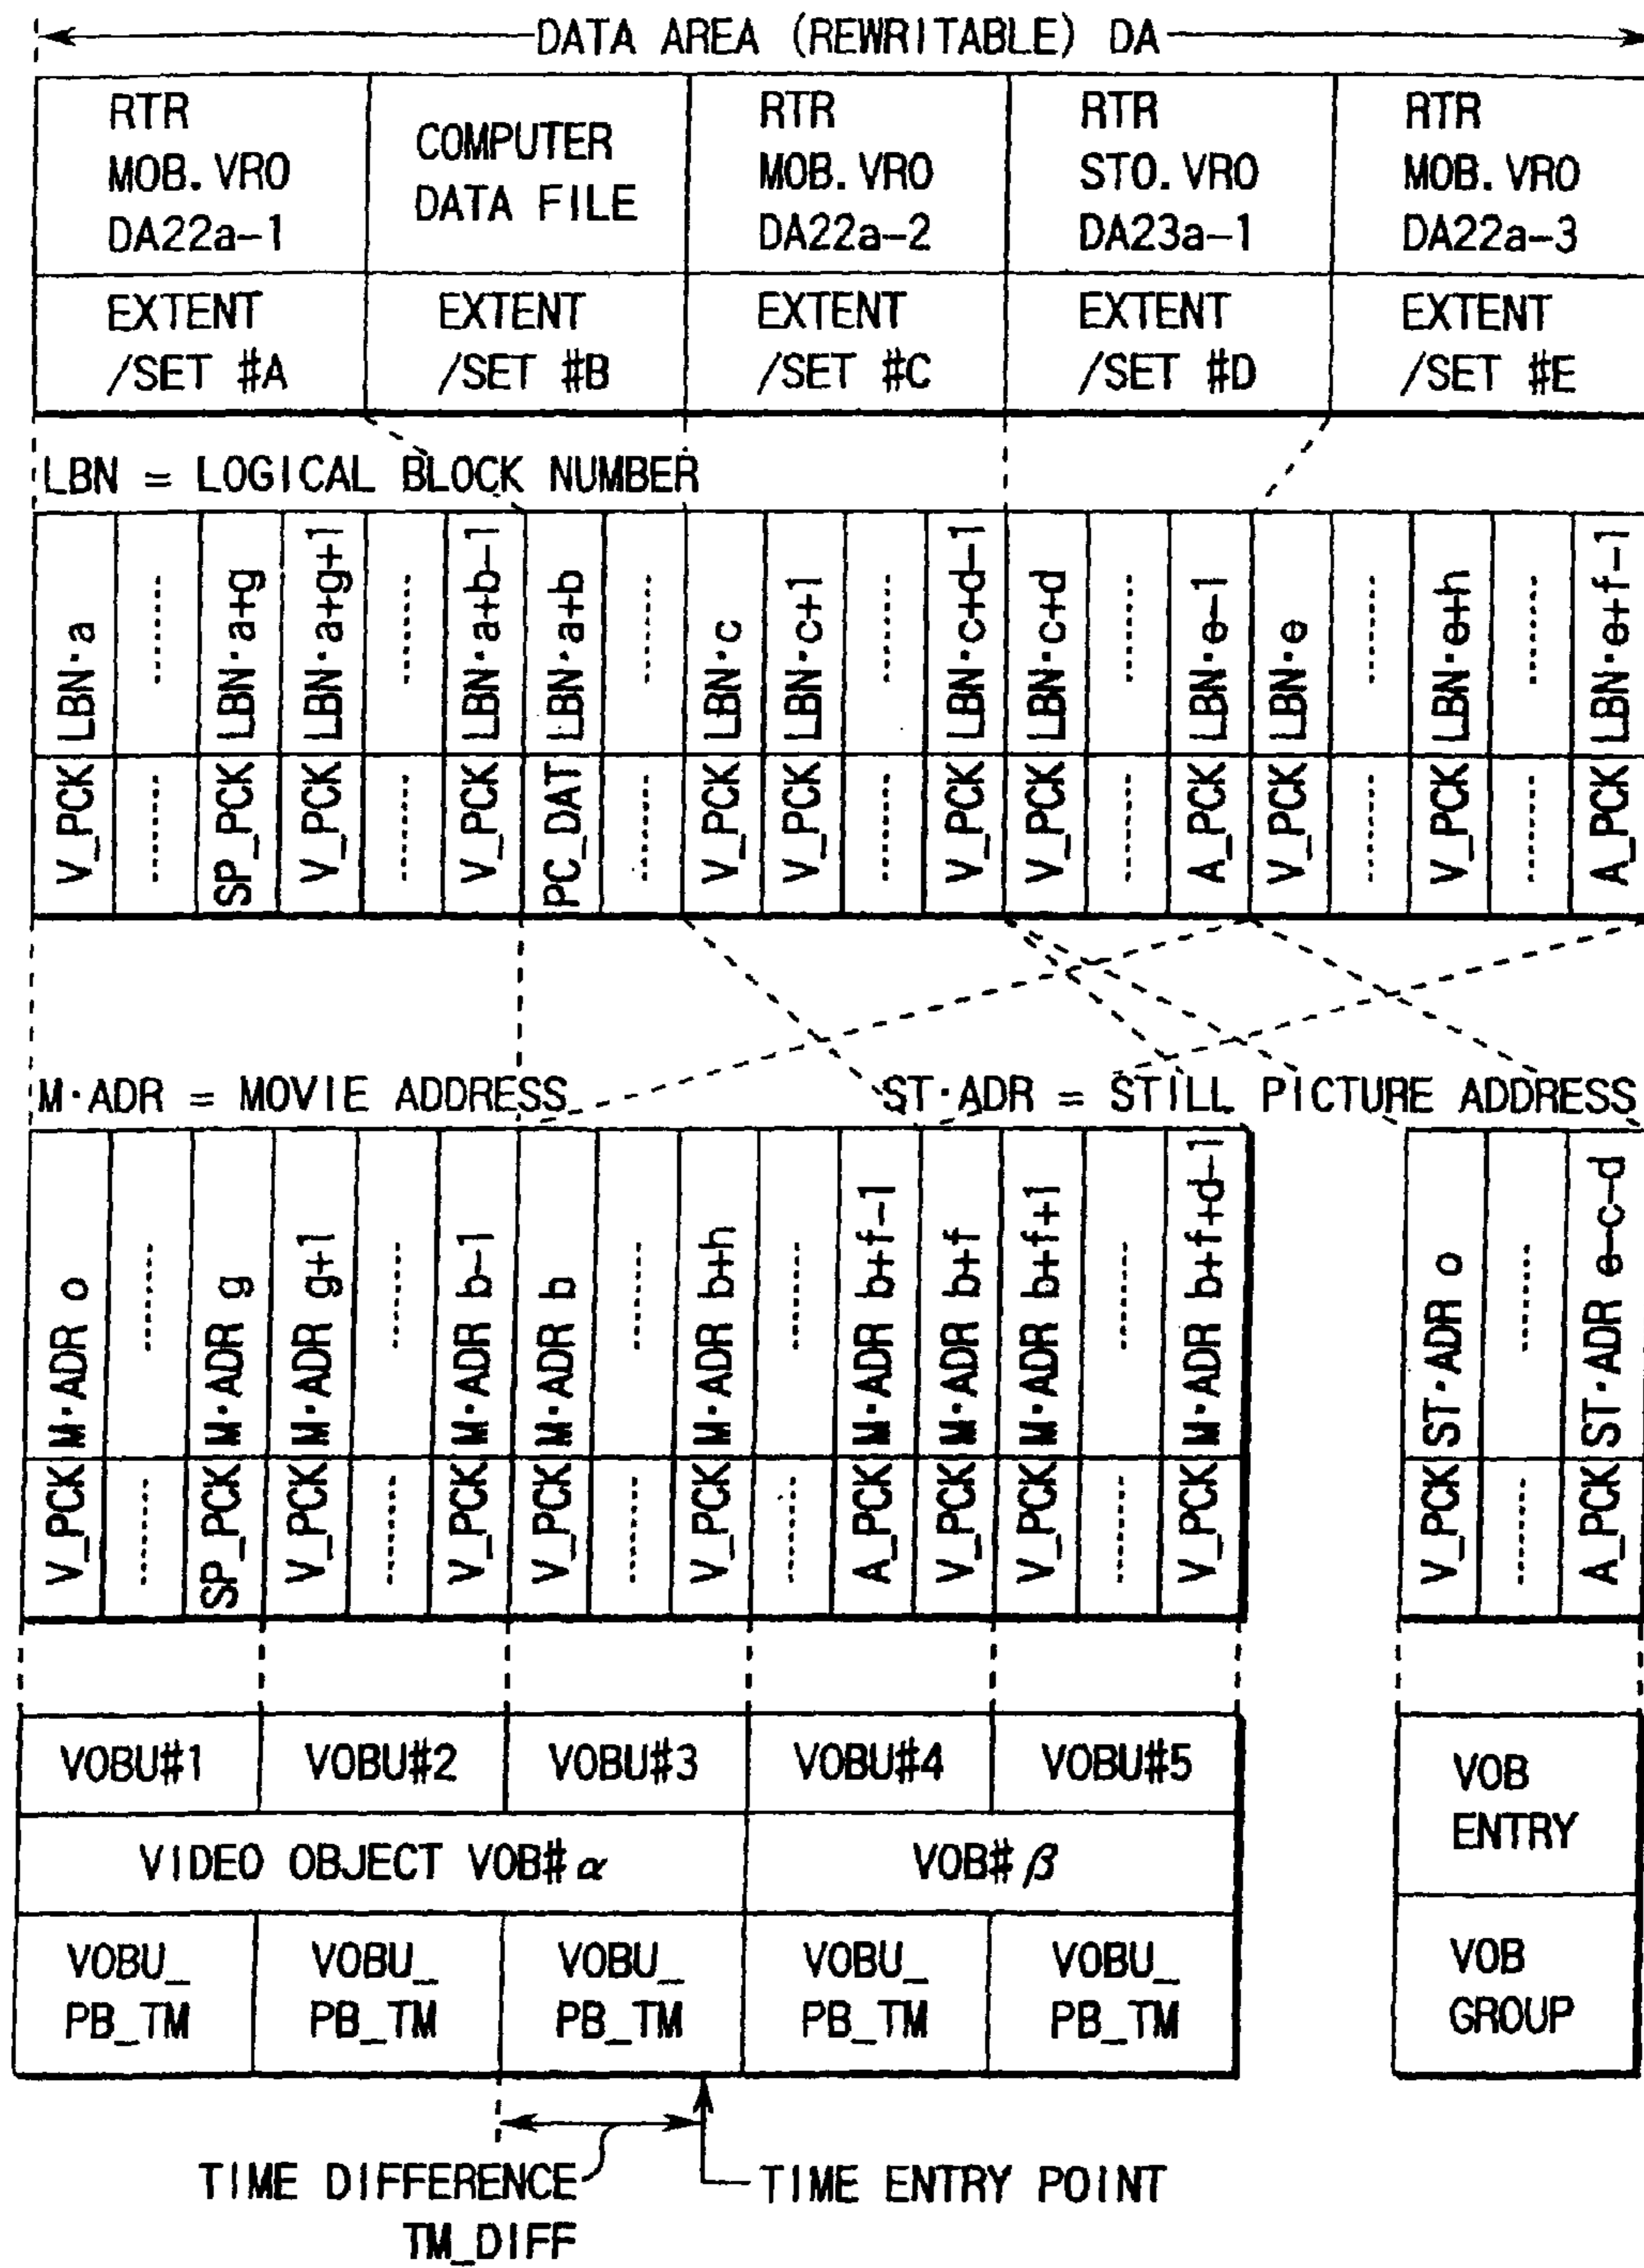 DATA AREA (REWRITABLE) DA
RTR
MOB.VRO
DA22a-1
COMPUTER
DATA FILE
RTR
MOB.VRO
DA22a-2
RTR
STO.VRO
DA23a-1
RTR
MOB.VRO
DA22a-3
EXTENT
/SET #A
EXTENT
/SET #B
EXTENT
/SET #C
EXTENT
/SET #D
EXTENT
/SET #E
LBN = LOGICAL BLOCK NUMBER
V_PCK LBN·a
SP_PCK LBN·a+g
V_PCK LBN·a+g+1
V_PCK LBN·a+b-1
PC_DAT LBN·a+b
V_PCK LBN·c
V_PCK LBN·c+1
V_PCK LBN·c+d-1
V_PCK LBN·c+d
A_PCK LBN·e-1
V_PCK LBN·e
V_PCK LBN·e+h
A_PCK LBN·e+f-1
M·ADR = MOVIE ADDRESS
ST·ADR = STILL PICTURE ADDRESS
V_PCK M·ADR o
SP_PCK M·ADR g
V_PCK M·ADR g+1
V_PCK M·ADR b-1
V_PCK M·ADR b
V_PCK M·ADR b+h
A_PCK M·ADR b+f-1
V_PCK M·ADR b+f
V_PCK M·ADR b+f+1
V_PCK M·ADR b+f+d-1
V_PCK ST·ADR o
A_PCK ST·ADR e-c-d
VOBU#1
VOBU#2
VOBU#3
VOBU#4
VOBU#5
VOB
ENTRY
VIDEO OBJECT VOB#α
VOB#β
VOBU_
PB_TM
VOBU_
PB_TM
VOBU_
PB_TM
VOBU_
PB_TM
VOBU_
PB_TM
VOB
GROUP
TIME DIFFERENCE
TM_DIFF
TIME ENTRY POINT